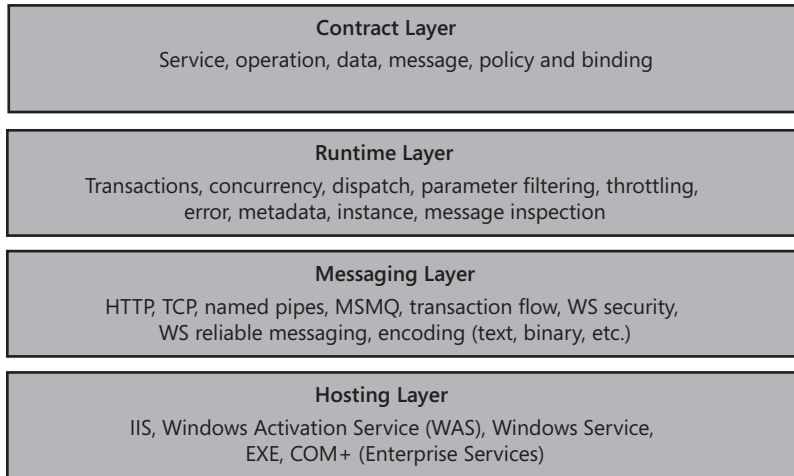 Contract Layer
Service, operation, data, message, policy and binding
Runtime Layer
Transactions, concurrency, dispatch, parameter filtering, throttling,
error, metadata, instance, message inspection
Messaging Layer
HTTP, TCP, named pipes, MSMQ, transaction flow, WS security,
WS reliable messaging, encoding (text, binary, etc.)
Hosting Layer
IIS, Windows Activation Service (WAS), Windows Service,
EXE, COM+ (Enterprise Services)